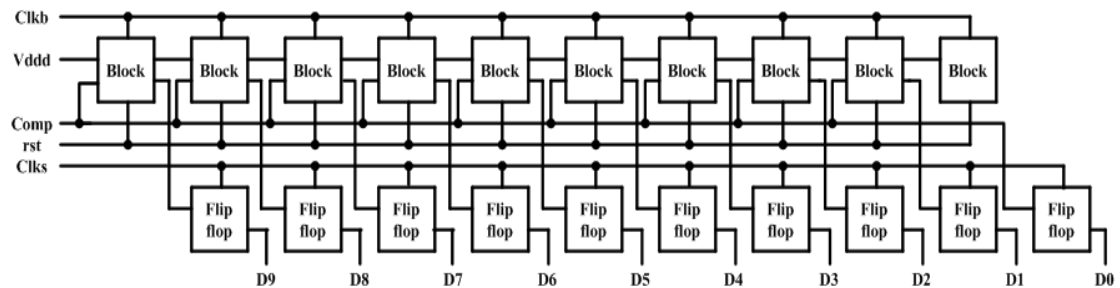 Clkb
Vddd
Block Block Block Block Block Block Block Block Block Block
Comp
rst
Clks
Flip flop Flip flop Flip flop Flip flop Flip flop Flip flop Flip flop Flip flop Flip flop Flip flop
D9 D8 D7 D6 D5 D4 D3 D2 D1 D0